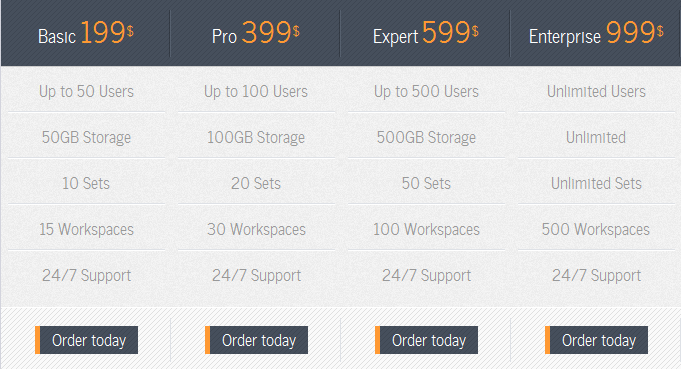 Basic 199$ Pro 399$ Expert 599$ Enterprise 999$
Up to 50 Users Up to 100 Users Up to 500 Users Unlimited Users
50GB Storage 100GB Storage 500GB Storage Unlimited
10 Sets 20 Sets 50 Sets Unlimited Sets
15 Workspaces 30 Workspaces 100 Workspaces 500 Workspaces
24/7 Support 24/7 Support 24/7 Support 24/7 Support
Order today Order today Order today Order today